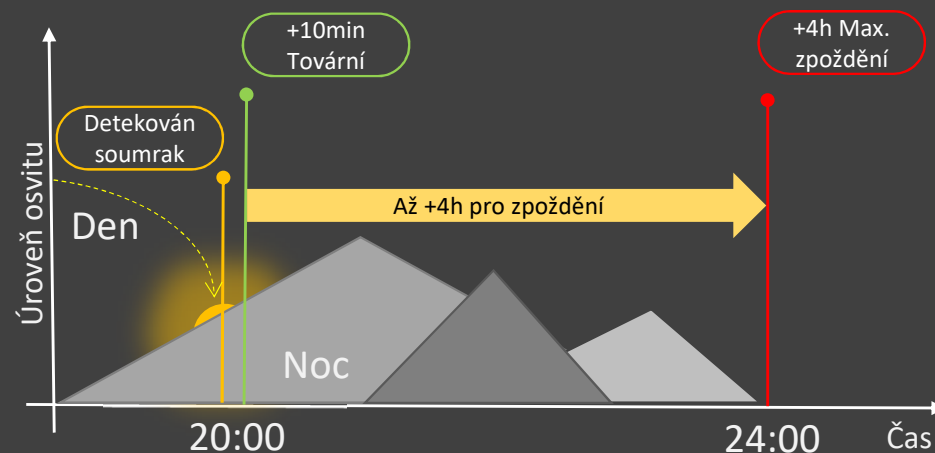 +10min
Tovární
+4h Max.
zpoždění
Detekován
soumrak
Úroveň osvitu
Den
Až +4h pro zpoždění
Noc
20:00
24:00
Čas